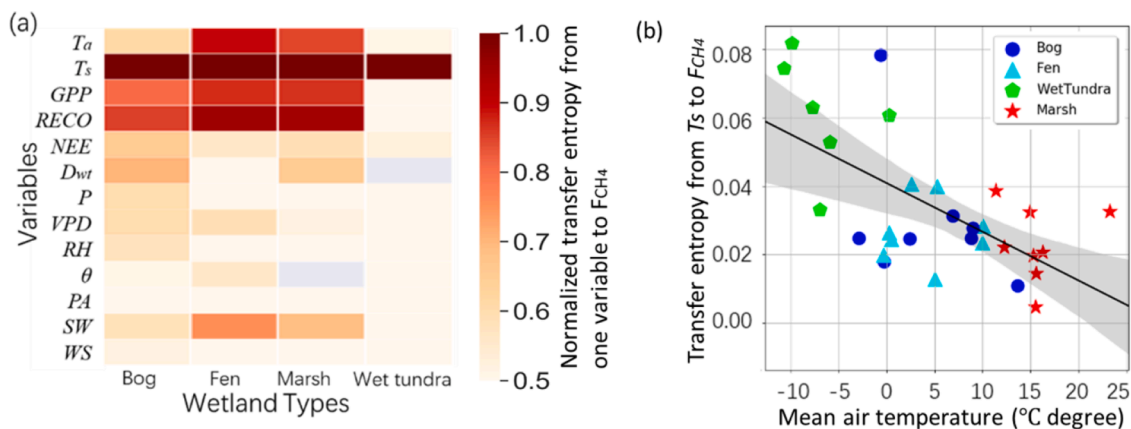 (a)
Variables
Ta
Ts
GPP
RECO
NEE
Dwt
P
VPD
RH
θ
PA
SW
WS
Bog Fen Marsh Wet tundra
Wetland Types
1.0
0.9
0.8
0.7
0.6
0.5
Normalized transfer entropy from
one variable to FCH4
(b)
Transfer entropy from Ts to FCH4
0.08
0.06
0.04
0.02
0.00
Bog
Fen
WetTundra
Marsh
-10 -5 0 5 10 15 20 25
Mean air temperature (°C degree)